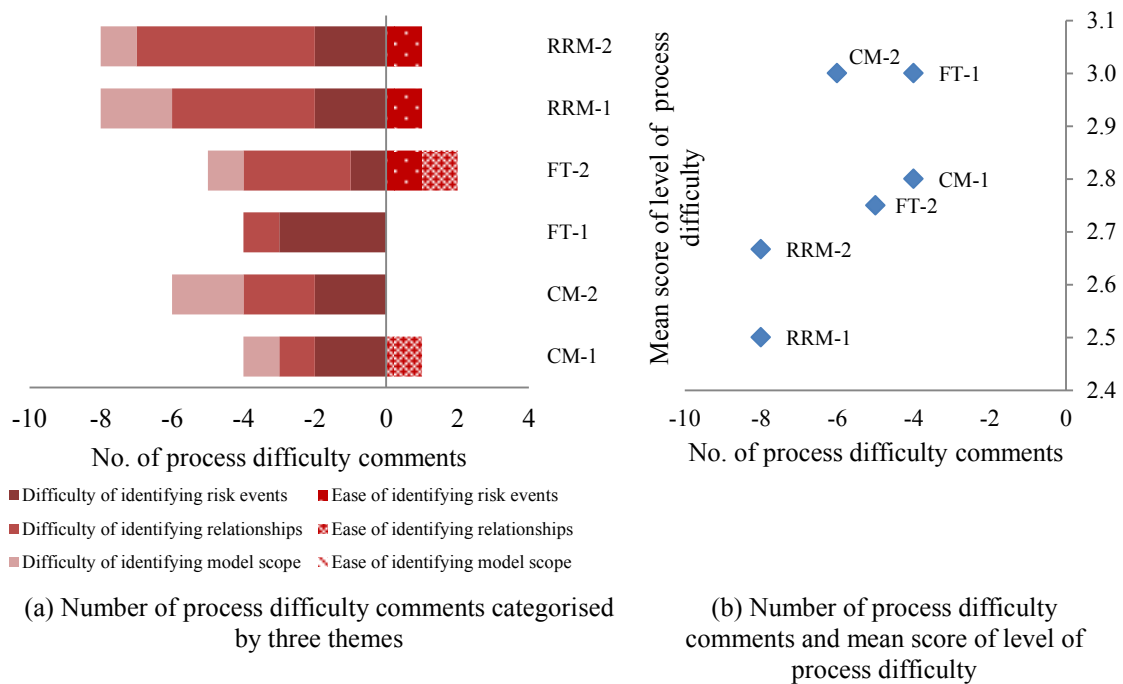 RRM-2
RRM-1
FT-2
FT-1
CM-2
CM-1
-10 -8 -6 -4 -2 0 2 4
No. of process difficulty comments
Difficulty of identifying risk events
Ease of identifying risk events
Difficulty of identifying relationships
Ease of identifying relationships
Difficulty of identifying model scope
Ease of identifying model scope
(a) Number of process difficulty comments categorised
by three themes
Mean score of level of process
difficulty
3.1
3.0
2.9
2.8
2.7
2.6
2.5
2.4
CM-2
FT-1
CM-1
FT-2
RRM-2
RRM-1
-10 -8 -6 -4 -2 0
No. of process difficulty comments
(b) Number of process difficulty
comments and mean score of level of
process difficulty